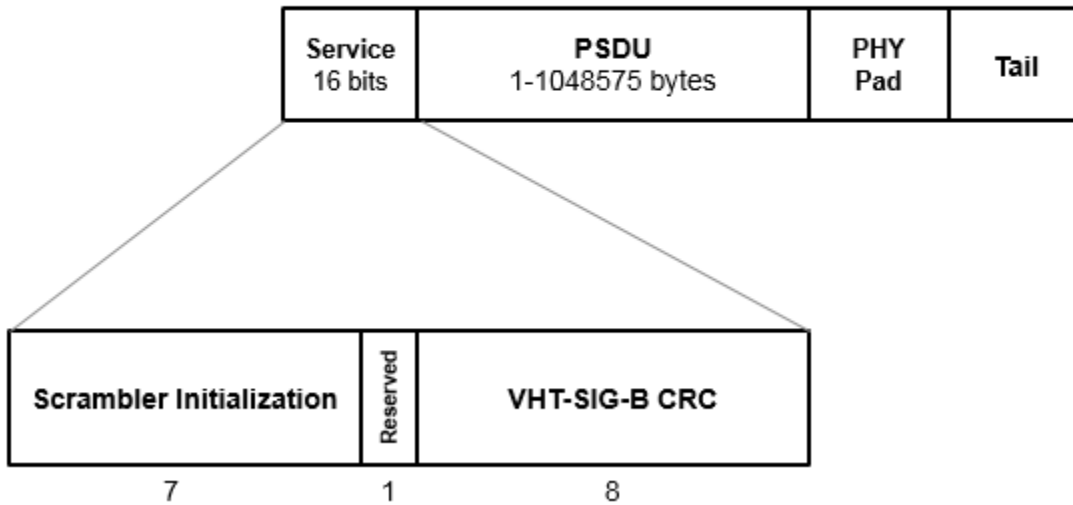 Service
16 bits
PSDU
1-1048575 bytes
PHY
Pad
Tail
Scrambler Initialization
Reserved
VHT-SIG-B CRC
7
1
8